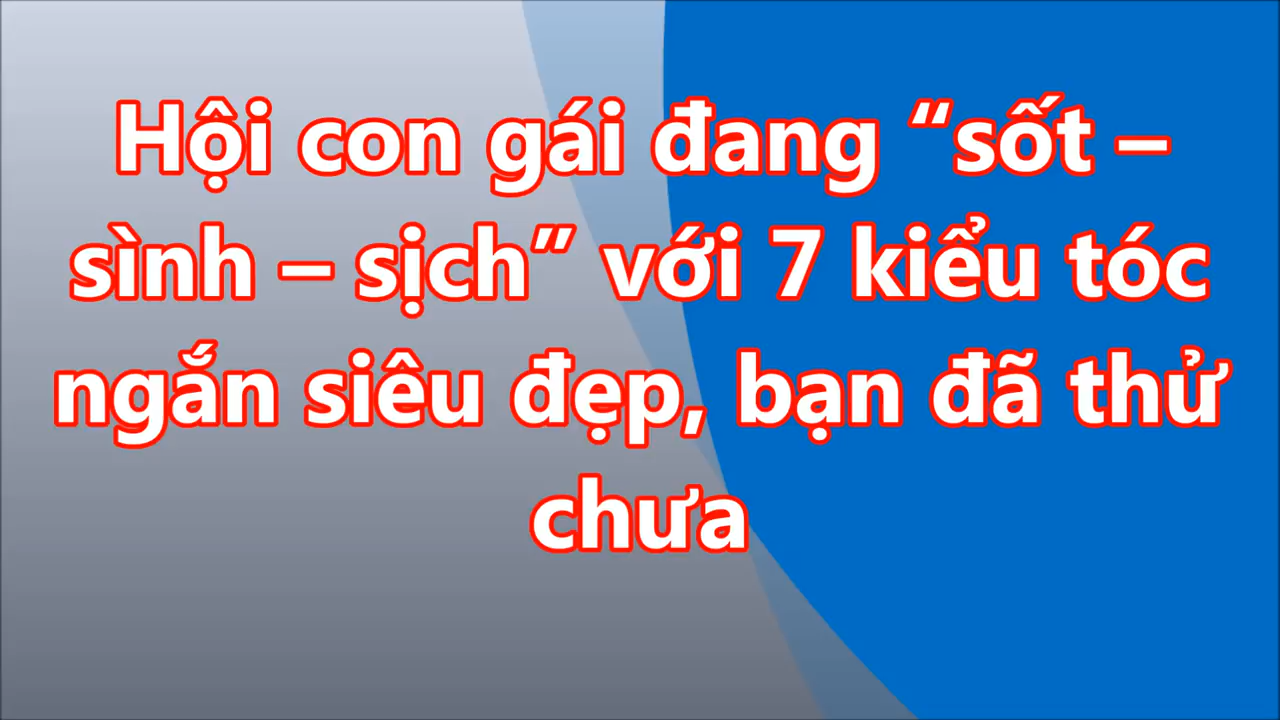 Hội con gái đang “sốt –
sình – sịch” với 7 kiểu tóc
ngắn siêu đẹp, bạn đã thử
chưa